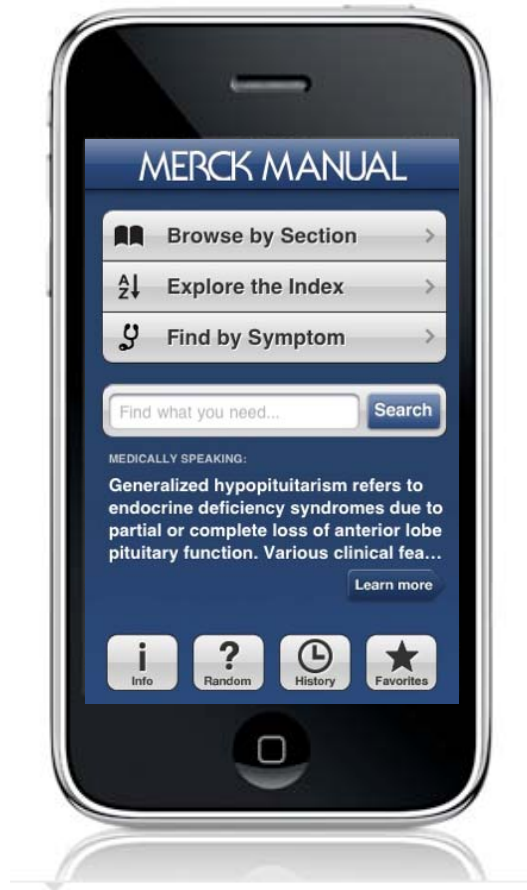 MERCK MANUAL
Browse by Section
A
Z
Explore the Index
Find by Symptom
Find what you need...
Search
MEDICALLY SPEAKING:
Generalized hypopituitarism refers to
endocrine deficiency syndromes due to
partial or complete loss of anterior lobe
pituitary function. Various clinical fea...
Learn more
i
?
Info
Random
History
Favorites